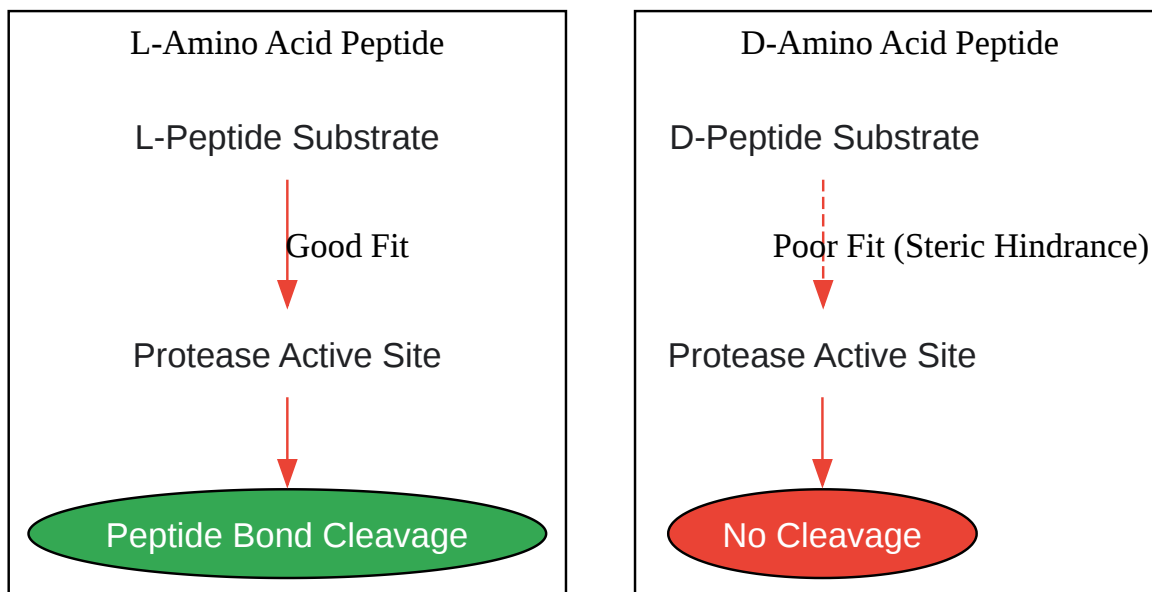 L-Amino Acid Peptide
L-Peptide Substrate
Good Fit
Protease Active Site
Peptide Bond Cleavage
D-Amino Acid Peptide
D-Peptide Substrate
Poor Fit (Steric Hindrance)
Protease Active Site
No Cleavage